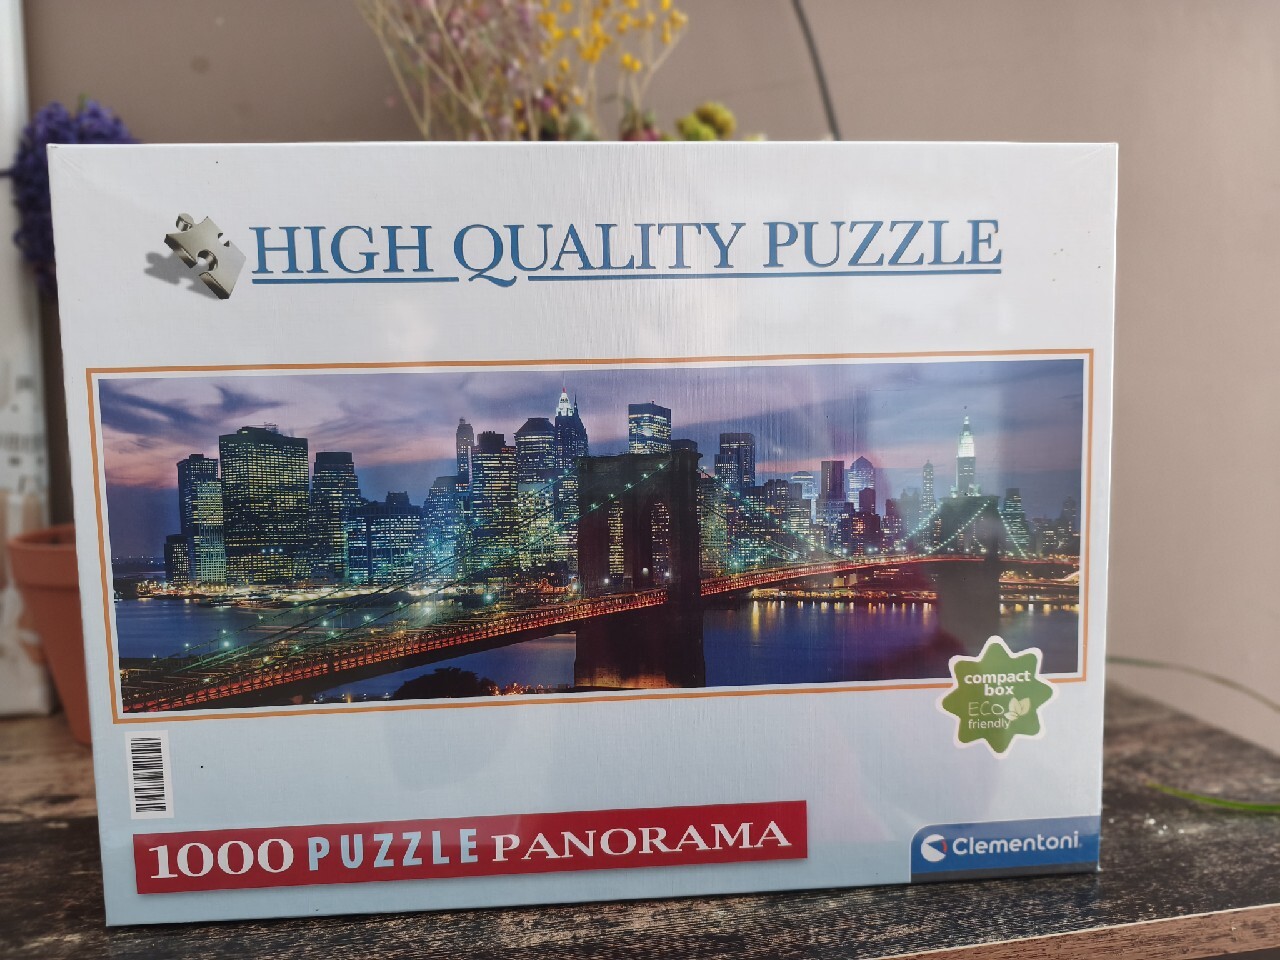 HIGH QUALITY PUZZLE
compact
box
ECO
friendly
1000 PUZZLE PANORAMA
Clementoni